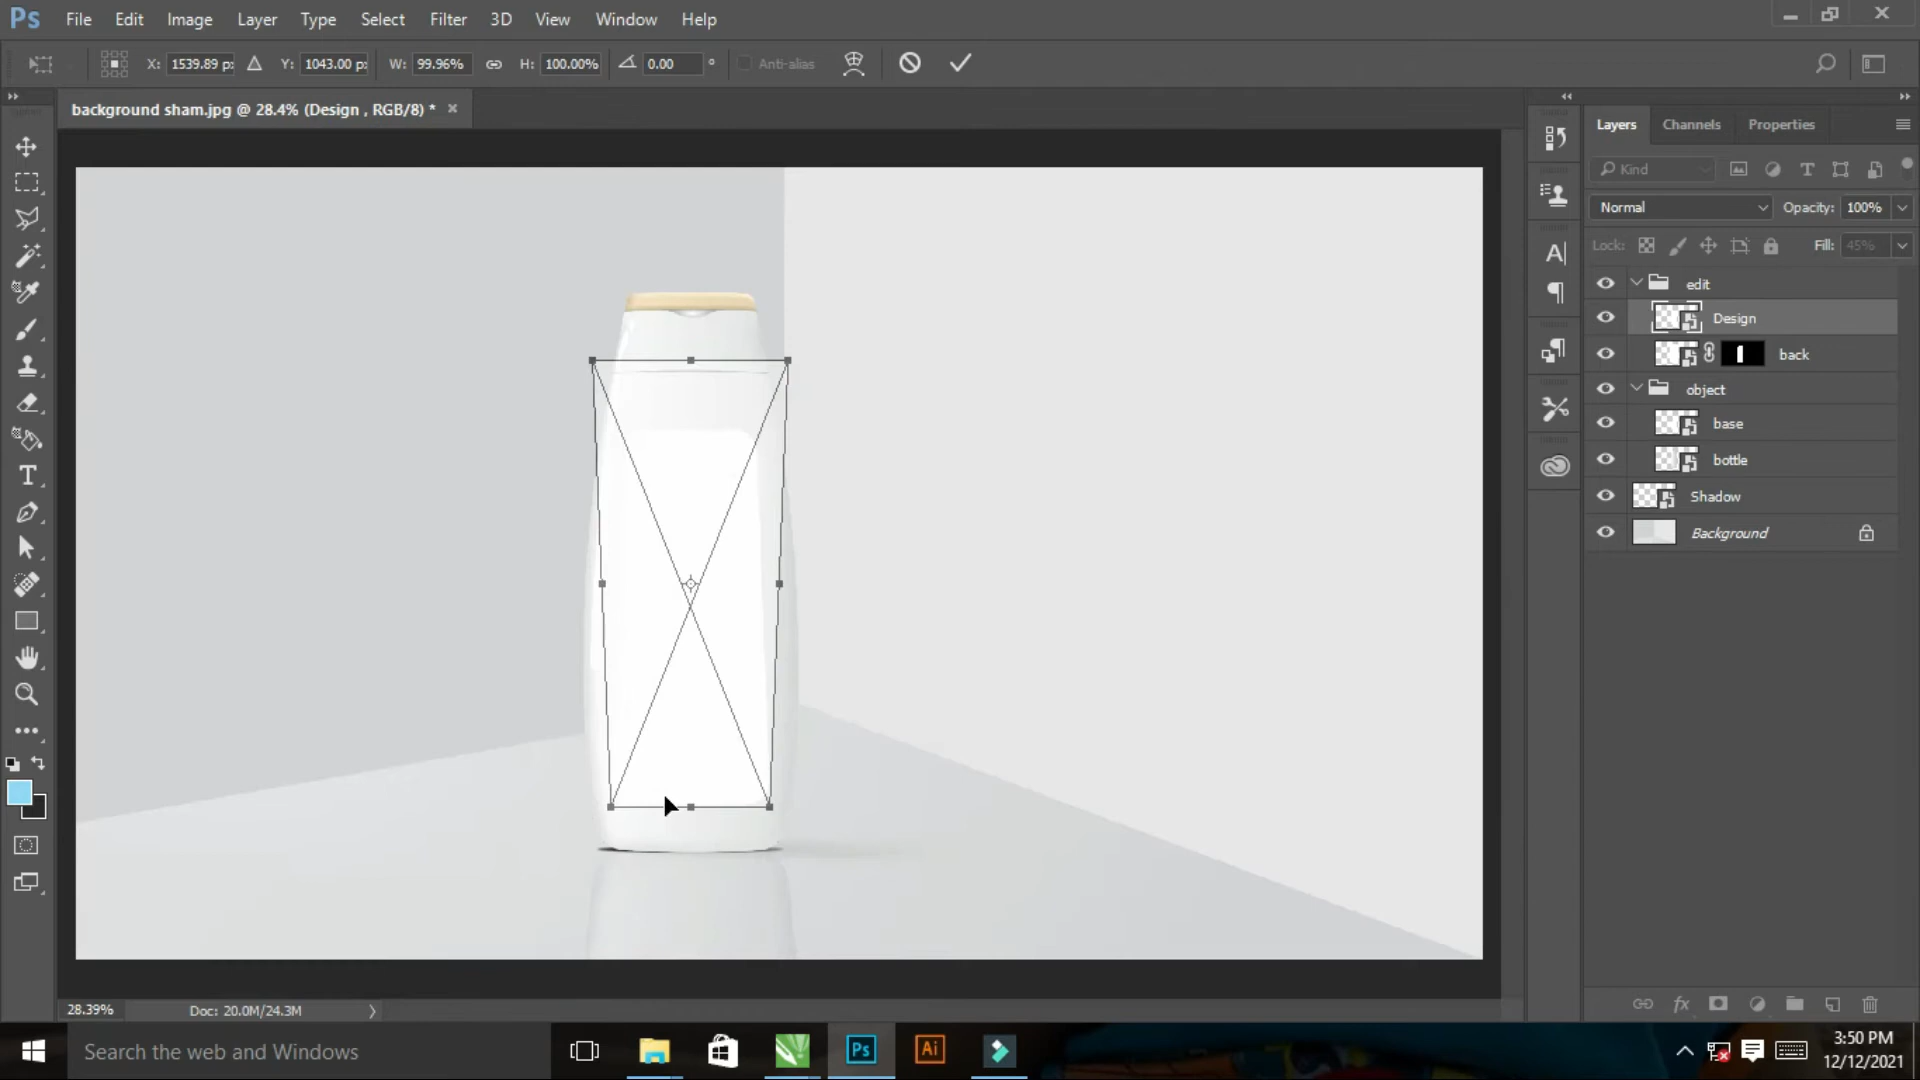 Ps File Edit Image Layer Type Select Filter 3D View Window Help
X: 1539.89 p: Y: 1043.00 p: W: 99.96% H: 100.00% 0.00 ° Anti-alias
background sham.jpg @ 28.4% (Design , RGB/8) *
Layers Channels Properties
Kind
Normal Opacity: 100%
Lock: Fill: 45%
edit
Design
back
object
base
bottle
Shadow
Background
28.39% Doc: 20.0M/24.3M
Search the web and Windows
Ps Ai
3:50 PM
12/12/2021